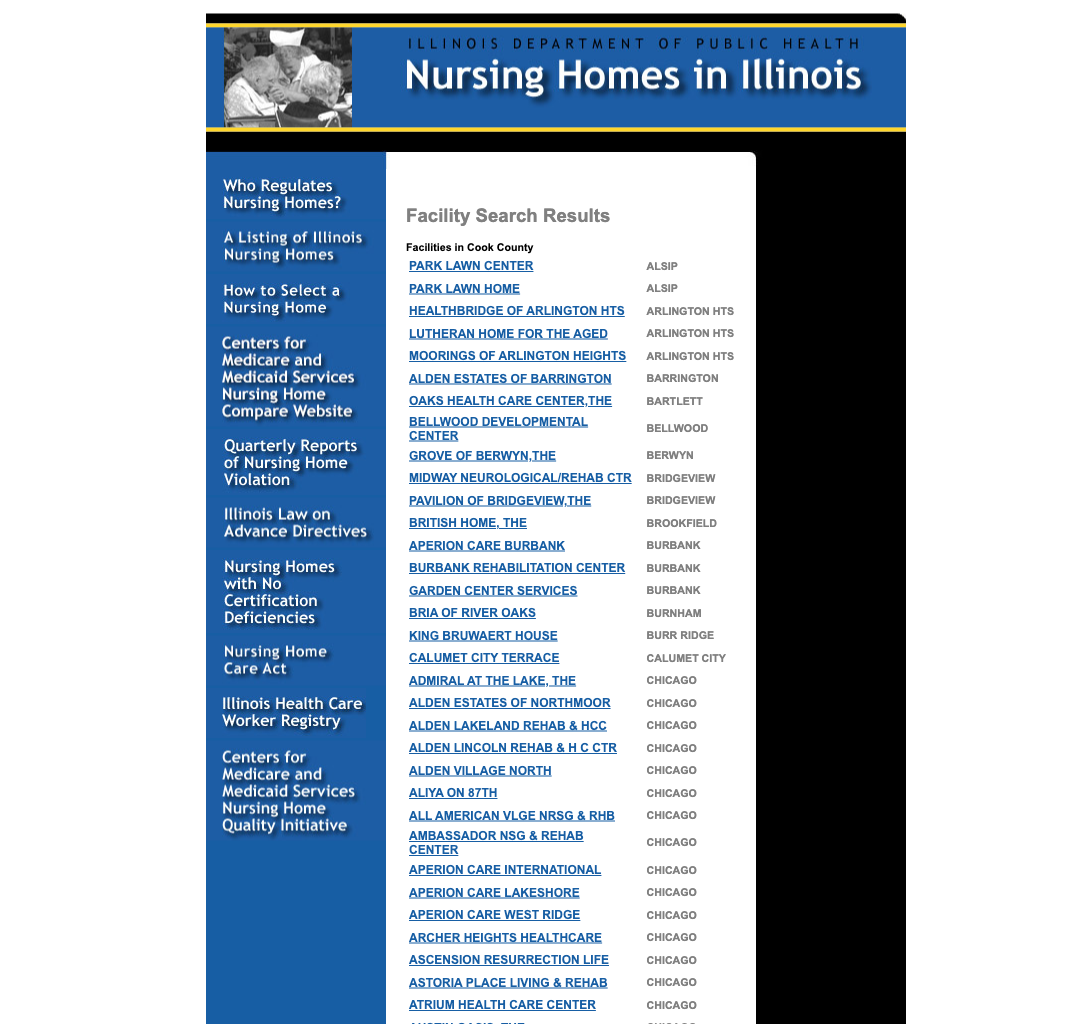 ILLINOIS DEPARTMENT OF PUBLIC HEALTH
Nursing Homes in Illinois
Who Regulates
Nursing Homes?
A Listing of Illinois
Nursing Homes
How to Select a
Nursing Home
Centers for
Medicare and
Medicaid Services
Nursing Home
Compare Website
Quarterly Reports
of Nursing Home
Violation
Illinois Law on
Advance Directives
Nursing Homes
with No
Certification
Deficiencies
Nursing Home
Care Act
Illinois Health Care
Worker Registry
Centers for
Medicare and
Medicaid Services
Nursing Home
Quality Initiative
Facility Search Results
Facilities in Cook County
PARK LAWN CENTER ALSIP
PARK LAWN HOME ALSIP
HEALTHBRIDGE OF ARLINGTON HTS ARLINGTON HTS
LUTHERAN HOME FOR THE AGED ARLINGTON HTS
MOORINGS OF ARLINGTON HEIGHTS ARLINGTON HTS
ALDEN ESTATES OF BARRINGTON BARRINGTON
OAKS HEALTH CARE CENTER,THE BARTLETT
BELLWOOD DEVELOPMENTAL
CENTER BELLWOOD
GROVE OF BERWYN,THE BERWYN
MIDWAY NEUROLOGICAL/REHAB CTR BRIDGEVIEW
PAVILION OF BRIDGEVIEW,THE BRIDGEVIEW
BRITISH HOME, THE BROOKFIELD
APERION CARE BURBANK BURBANK
BURBANK REHABILITATION CENTER BURBANK
GARDEN CENTER SERVICES BURBANK
BRIA OF RIVER OAKS BURNHAM
KING BRUWAERT HOUSE BURR RIDGE
CALUMET CITY TERRACE CALUMET CITY
ADMIRAL AT THE LAKE, THE CHICAGO
ALDEN ESTATES OF NORTHMOOR CHICAGO
ALDEN LAKELAND REHAB & HCC CHICAGO
ALDEN LINCOLN REHAB & H C CTR CHICAGO
ALDEN VILLAGE NORTH CHICAGO
ALIYA ON 87TH CHICAGO
ALL AMERICAN VLGE NRSG & RHB CHICAGO
AMBASSADOR NSG & REHAB
CENTER CHICAGO
APERION CARE INTERNATIONAL CHICAGO
APERION CARE LAKESHORE CHICAGO
APERION CARE WEST RIDGE CHICAGO
ARCHER HEIGHTS HEALTHCARE CHICAGO
ASCENSION RESURRECTION LIFE CHICAGO
ASTORIA PLACE LIVING & REHAB CHICAGO
ATRIUM HEALTH CARE CENTER CHICAGO